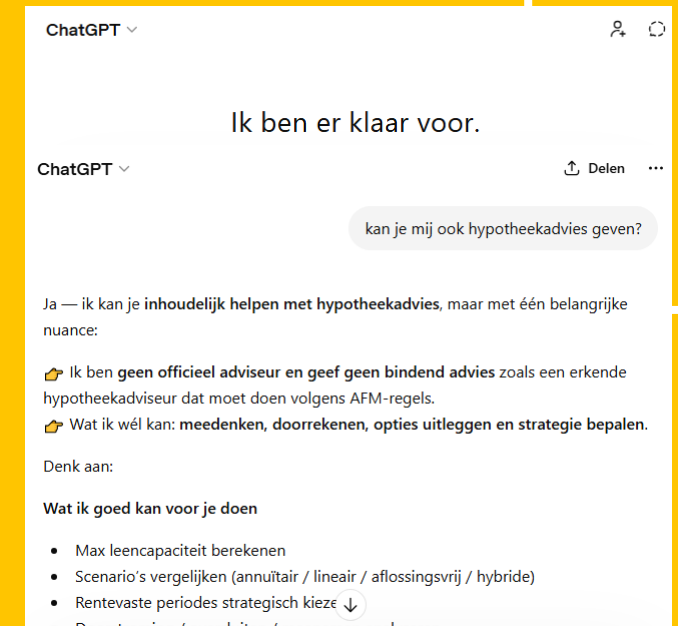 ChatGPT
Ik ben er klaar voor.
ChatGPT
Delen
kan je mij ook hypotheekadvies geven?
Ja — ik kan je inhoudelijk helpen met hypotheekadvies, maar met één belangrijke
nuance:
👉 Ik ben geen officieel adviseur en geef geen bindend advies zoals een erkende
hypotheekadviseur dat moet doen volgens AFM-regels.
👉 Wat ik wél kan: meedenken, doorrekenen, opties uitleggen en strategie bepalen.
Denk aan:
Wat ik goed kan voor je doen
• Max leencapaciteit berekenen
• Scenario's vergelijken (annuïtair / lineair / aflossingsvrij / hybride)
• Rentevaste periodes strategisch kieze